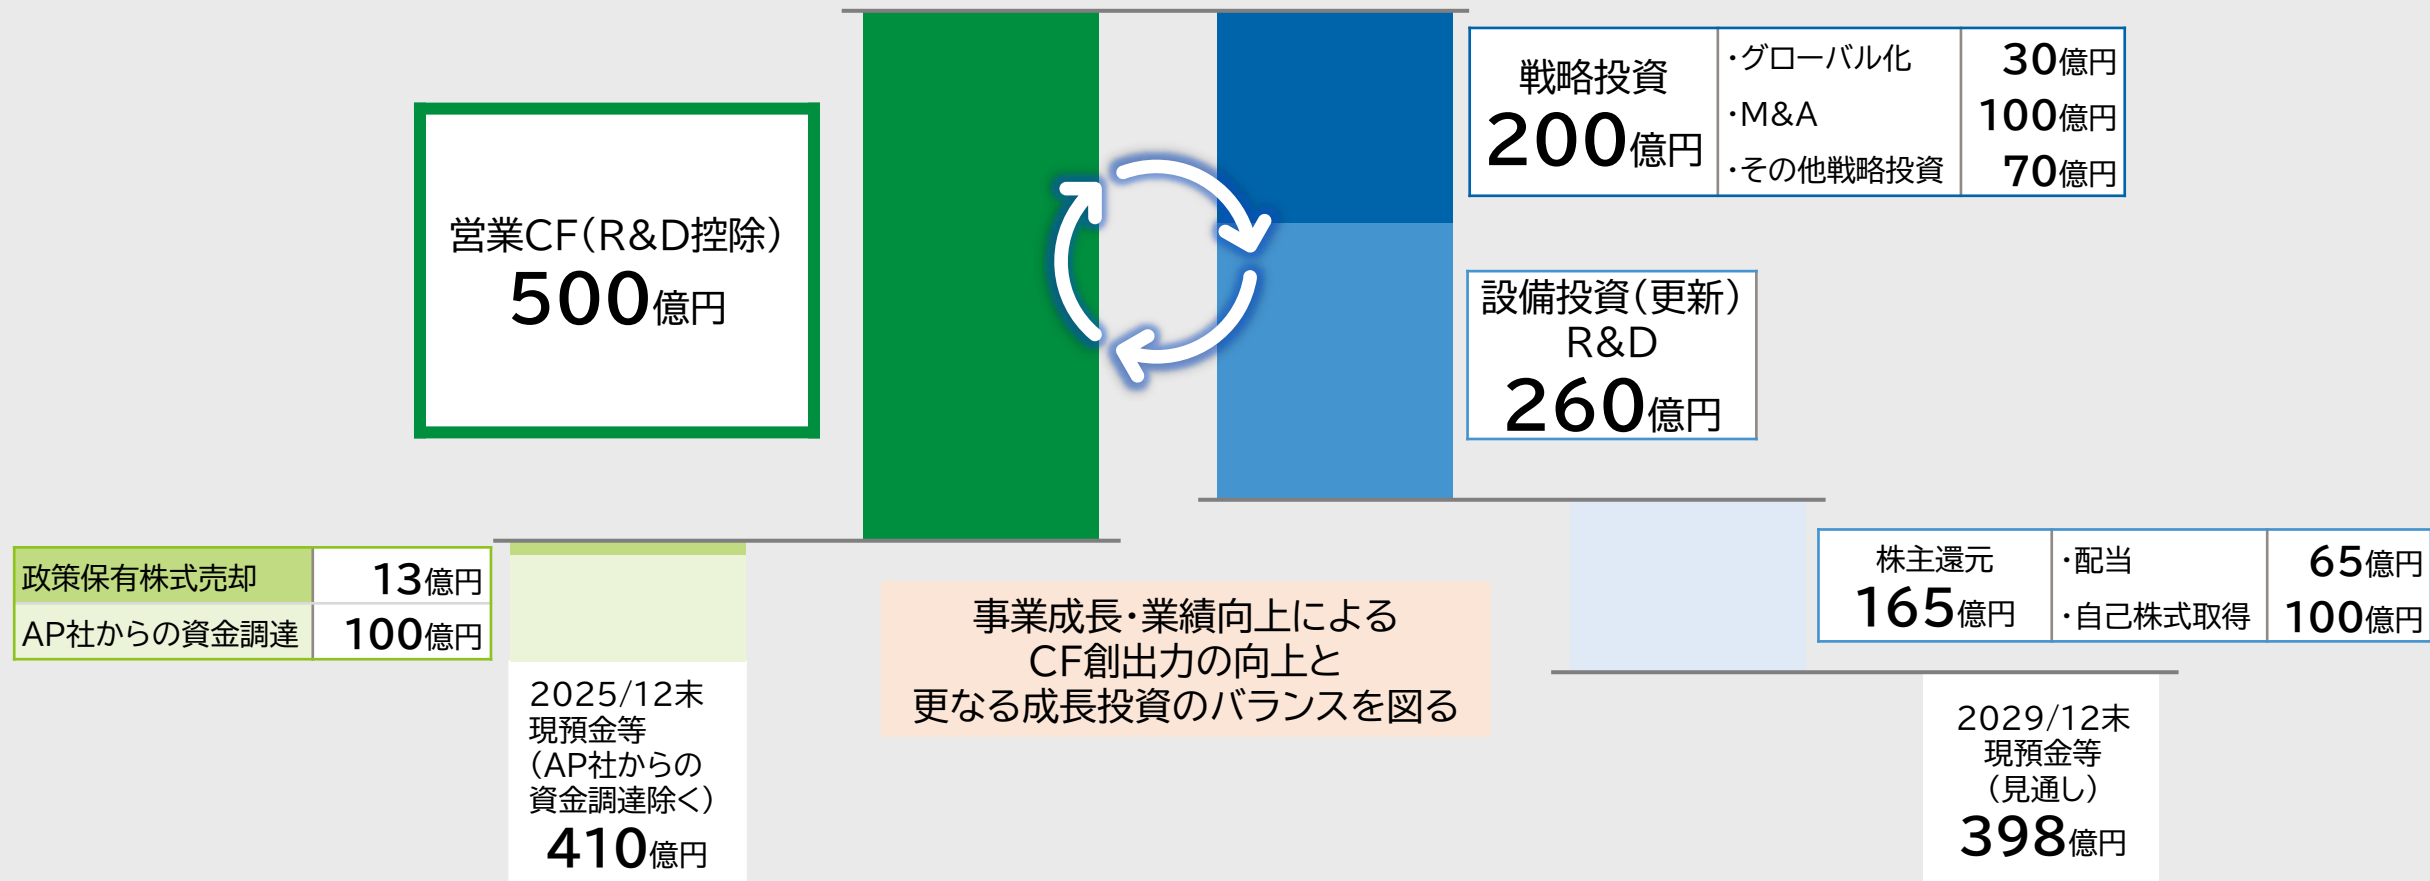 営業CF(R&D控除)
500億円
戦略投資
200億円
・グローバル化 30億円
・M&A 100億円
・その他戦略投資 70億円
設備投資(更新)
R&D
260億円
政策保有株式売却 13億円
AP社からの資金調達 100億円
2025/12末
現預金等
(AP社からの
資金調達除く)
410億円
事業成長・業績向上による
CF創出力の向上と
更なる成長投資のバランスを図る
株主還元
165億円
・配当 65億円
・自己株式取得 100億円
2029/12末
現預金等
(見通し)
398億円